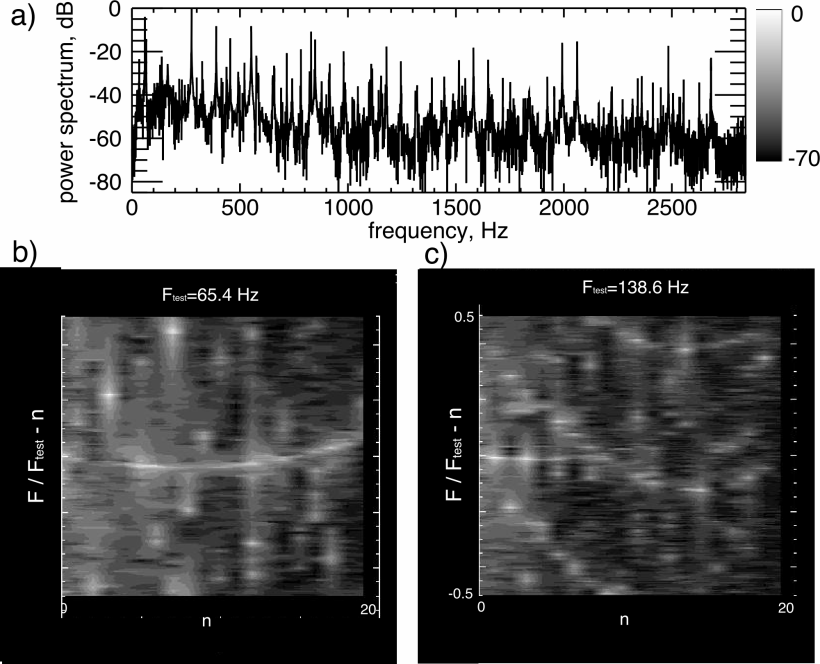 a)
power spectrum, dB
0
-20
-40
-60
-80
0
500
1000
1500
2000
2500
frequency, Hz
0
-70
b)
Ftest=65.4 Hz
F / Ftest - n
0
20
n
c)
Ftest=138.6 Hz
0.5
F / Ftest - n
-0.5
0
20
n